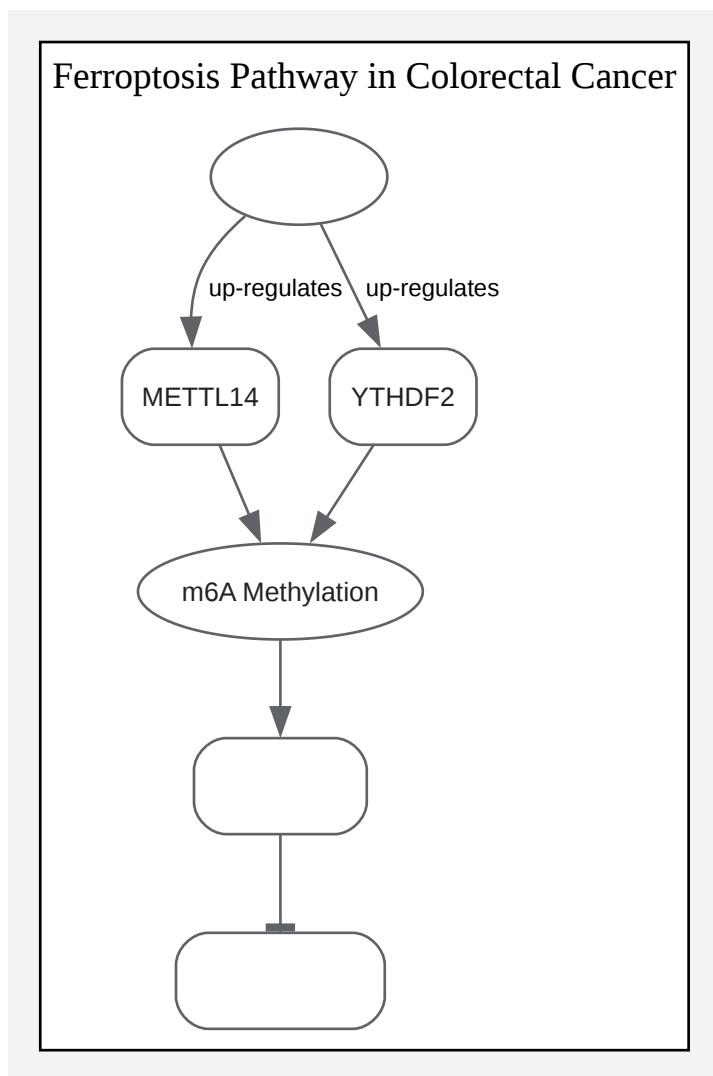 Ferroptosis Pathway in Colorectal Cancer
up-regulates up-regulates
METTL14 YTHDF2
m6A Methylation